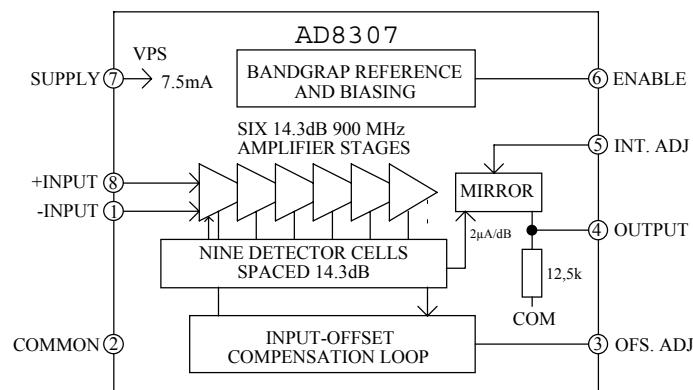 AD8307
VPS
SUPPLY 7 7.5mA
BANDGRAP REFERENCE
AND BIASING
6 ENABLE
SIX 14.3dB 900 MHz
AMPLIFIER STAGES
5 INT. ADJ
+INPUT 8
-INPUT 1
MIRROR
2µA/dB
4 OUTPUT
NINE DETECTOR CELLS
SPACED 14.3dB
12,5k
COM
COMMON 2
INPUT-OFFSET
COMPENSATION LOOP
3 OFS. ADJ